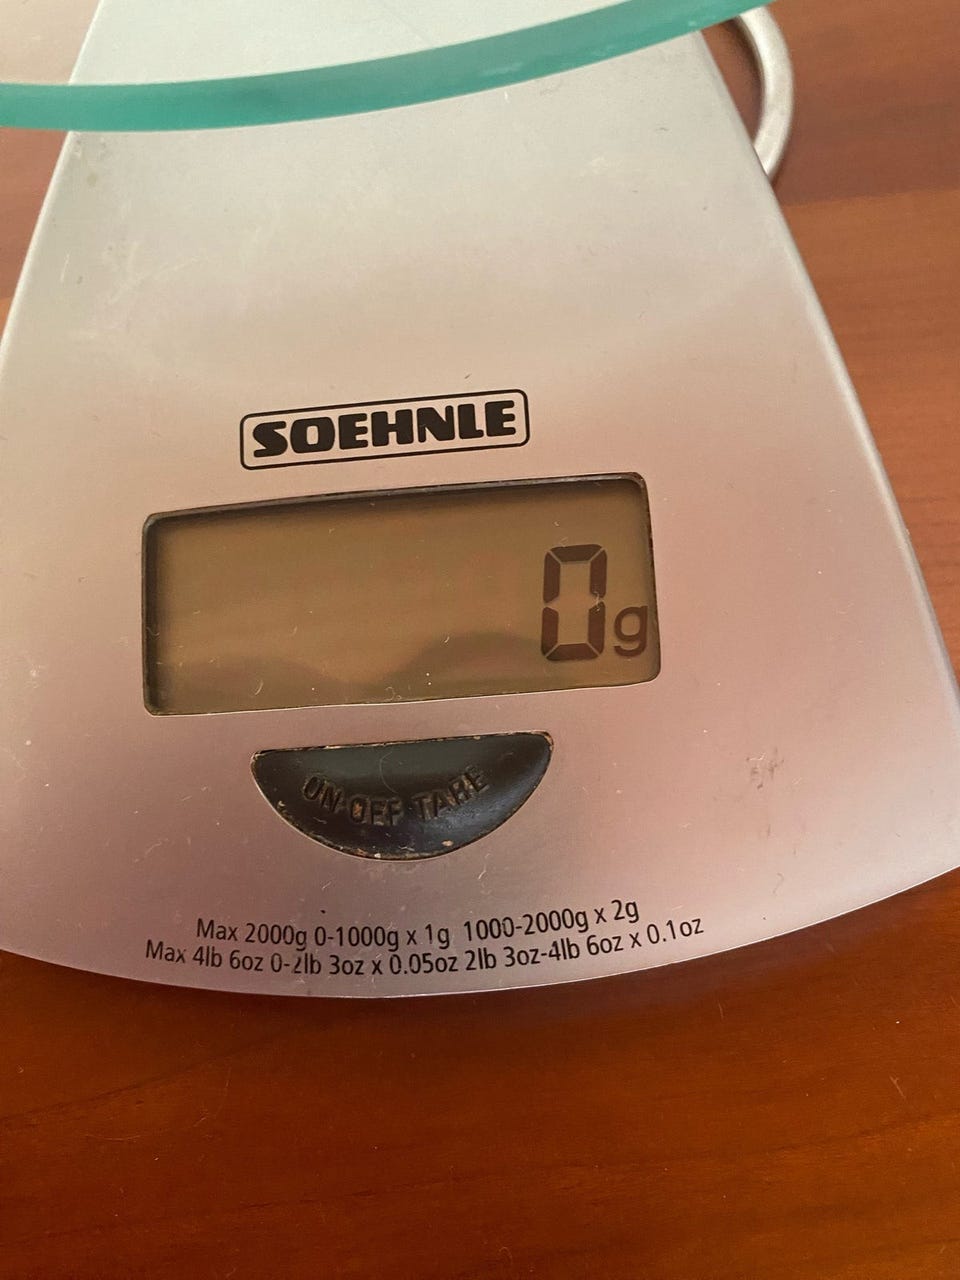 SOEHNLE
0g
ON-OFF-TARE
Max 2000g 0-1000g x 1g 1000-2000g x 2g
Max 4lb 6oz 0-2lb 3oz x 0.05oz 2lb 3oz-4lb 6oz x 0.1oz